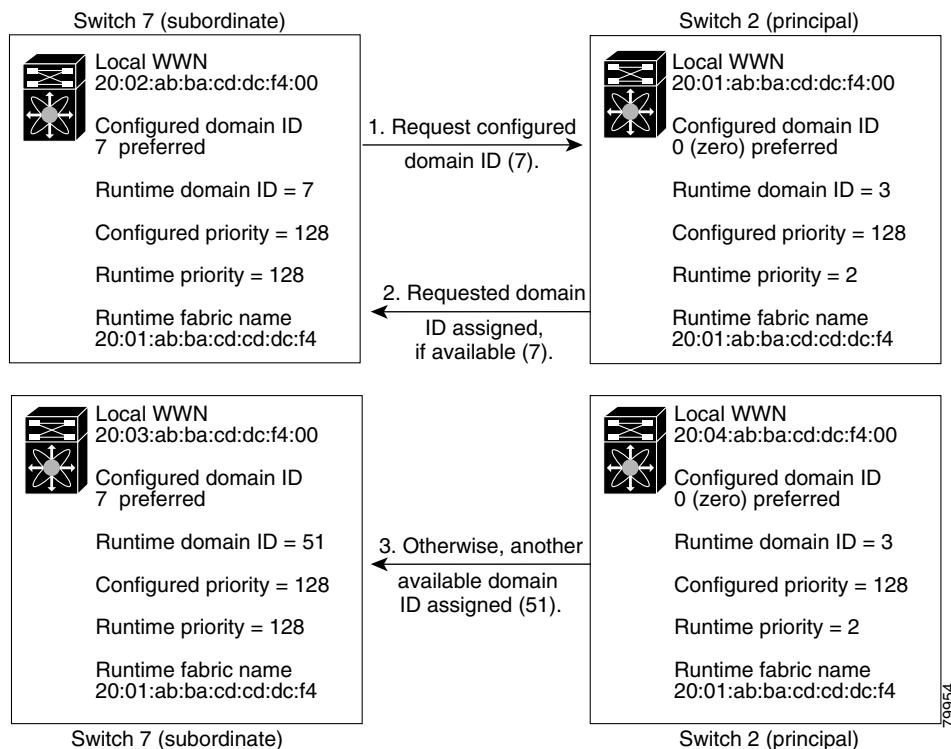 Switch 7 (subordinate)
Local WWN
20:02:ab:ba:cd:dc:f4:00
Configured domain ID
7 preferred
Runtime domain ID = 7
Configured priority = 128
Runtime priority = 128
Runtime fabric name
20:01:ab:ba:cd:cd:dc:f4
1. Request configured
domain ID (7).
2. Requested domain
ID assigned,
if available (7).
Switch 2 (principal)
Local WWN
20:01:ab:ba:cd:dc:f4:00
Configured domain ID
0 (zero) preferred
Runtime domain ID = 3
Configured priority = 128
Runtime priority = 2
Runtime fabric name
20:01:ab:ba:cd:cd:dc:f4
Local WWN
20:03:ab:ba:cd:dc:f4:00
Configured domain ID
7 preferred
Runtime domain ID = 51
Configured priority = 128
Runtime priority = 128
Runtime fabric name
20:01:ab:ba:cd:cd:dc:f4
Switch 7 (subordinate)
3. Otherwise, another
available domain
ID assigned (51).
Local WWN
20:04:ab:ba:cd:dc:f4:00
Configured domain ID
0 (zero) preferred
Runtime domain ID = 3
Configured priority = 128
Runtime priority = 2
Runtime fabric name
20:01:ab:ba:cd:cd:dc:f4
Switch 2 (principal)
79954